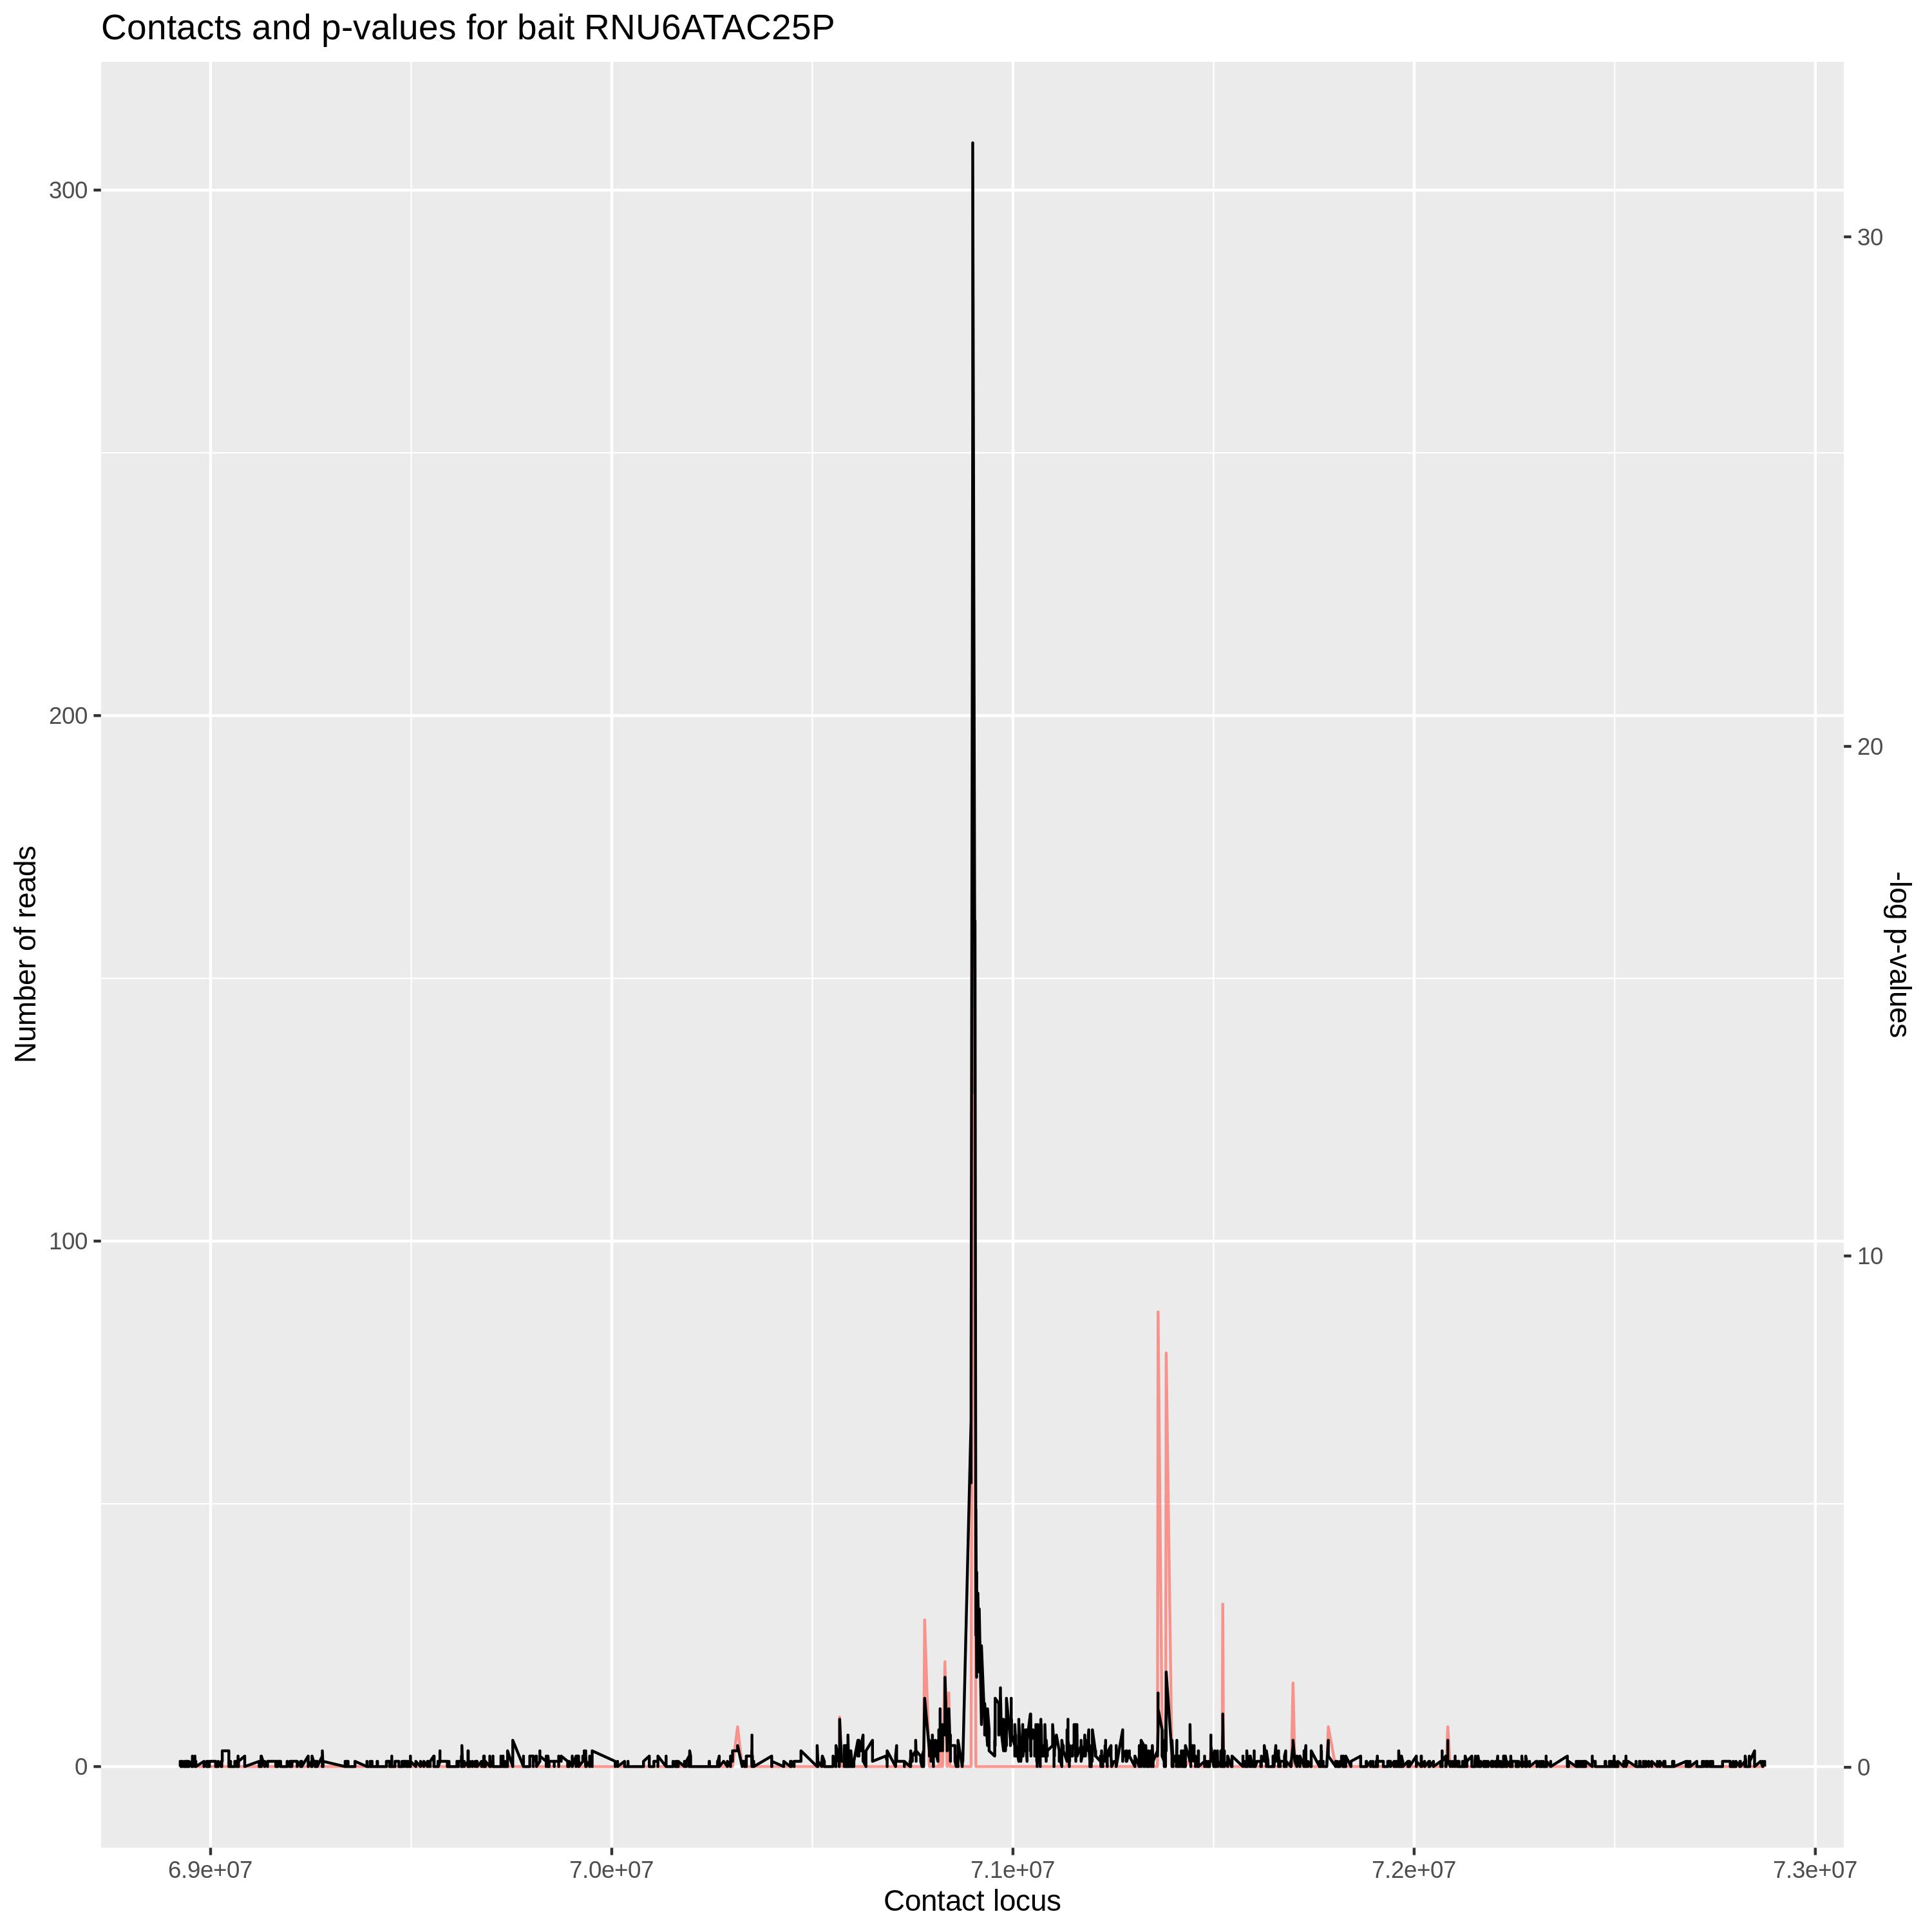 Contacts and p-values for bait RNU6ATAC25P
300
200
100
0
Number of reads
30
20
10
0
-log p-values
6.9e+07
7.0e+07
7.1e+07
7.2e+07
7.3e+07
Contact locus